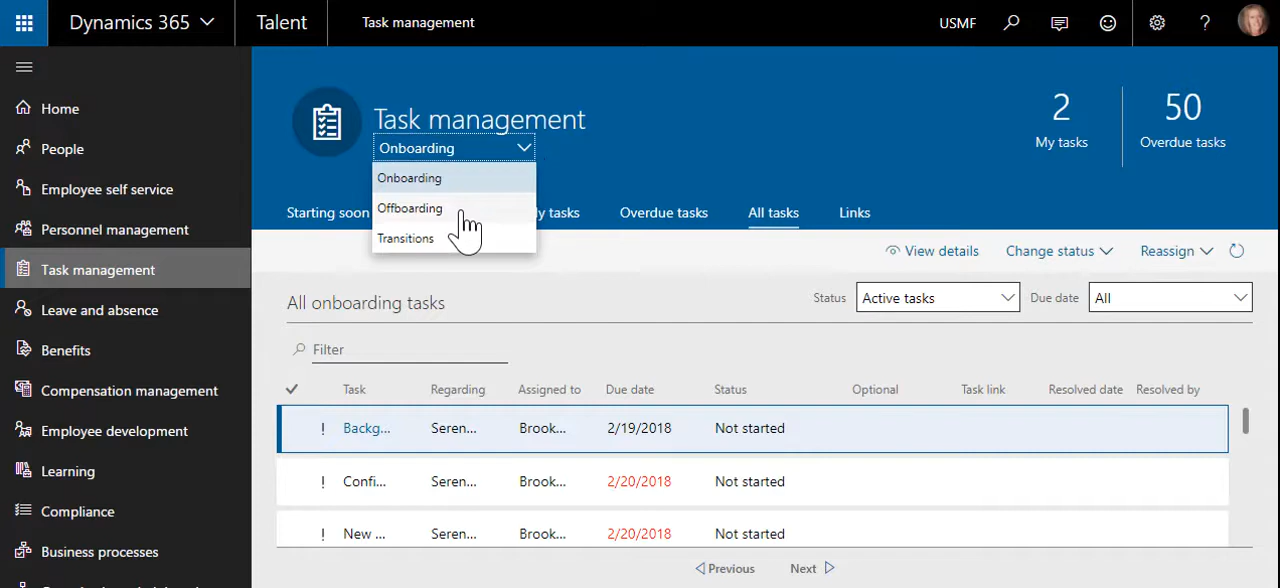 Dynamics 365 Talent Task management USMF ?
Home
People
Employee self service
Personnel management
Task management
Leave and absence
Benefits
Compensation management
Employee development
Learning
Compliance
Business processes
Task management
Onboarding
Onboarding
Offboarding
Transitions
2
My tasks
50
Overdue tasks
Starting soon y tasks Overdue tasks All tasks Links
View details Change status Reassign
All onboarding tasks Status Active tasks Due date All
Filter
Task Regarding Assigned to Due date Status Optional Task link Resolved date Resolved by
! Backg... Seren... Brook... 2/19/2018 Not started
! Confi... Seren... Brook... 2/20/2018 Not started
! New ... Seren... Brook... 2/20/2018 Not started
Previous Next